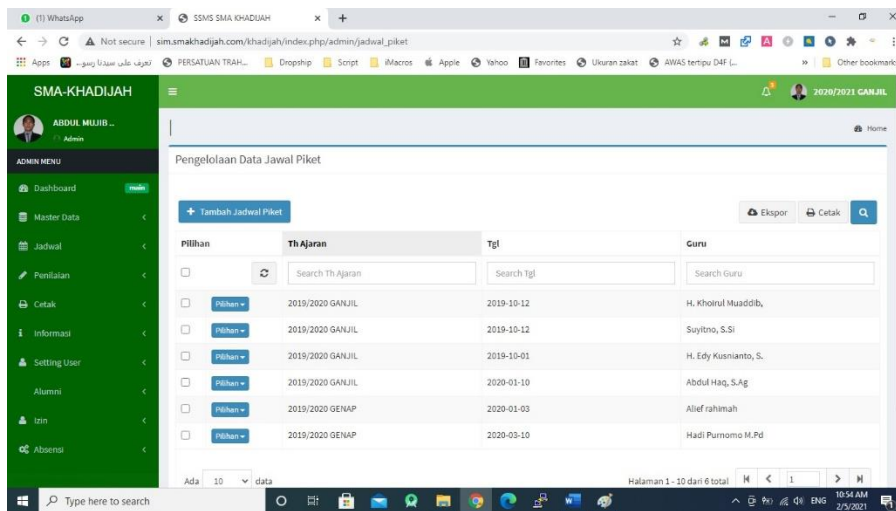 (1) WhatsApp
SSMS SMA KHADIJAH
Not secure | sim.smakhadijah.com/khadijah/index.php/admin/jadwal_piket
Apps
تعرف على سيدنا رسو...
PERSATUAN TRAH...
Dropship
Script
iMacros
Apple
Yahoo
Favorites
Ukuran zakat
AWAS tertipu D4F (...
Other bookmark
SMA-KHADIJAH
2020/2021 GANJIL
ABDUL MUJIB ..
Admin
Home
ADMIN MENU
Dashboard
main
Master Data
Jadwal
Penilaian
Cetak
Informasi
Setting User
Alumni
Izin
Absensi
Pengelolaan Data Jawal Piket
Tambah Jadwal Piket
Ekspor
Cetak
Pilihan Th Ajaran Tgl Guru
Search Th Ajaran Search Tgl Search Guru
Pilihan 2019/2020 GANJIL 2019-10-12 H. Khoirul Muaddib,
Pilihan 2019/2020 GANJIL 2019-10-12 Suyitno, S.Si
Pilihan 2019/2020 GANJIL 2019-10-01 H. Edy Kusnianto, S.
Pilihan 2019/2020 GANJIL 2020-01-10 Abdul Haq, S.Ag
Pilihan 2019/2020 GENAP 2020-01-03 Alief rahimah
Pilihan 2019/2020 GENAP 2020-03-10 Hadi Purnomo M.Pd
Ada 10 data
Halaman 1 - 10 dari 6 total
1
Type here to search
ENG
10:54 AM
2/5/2021